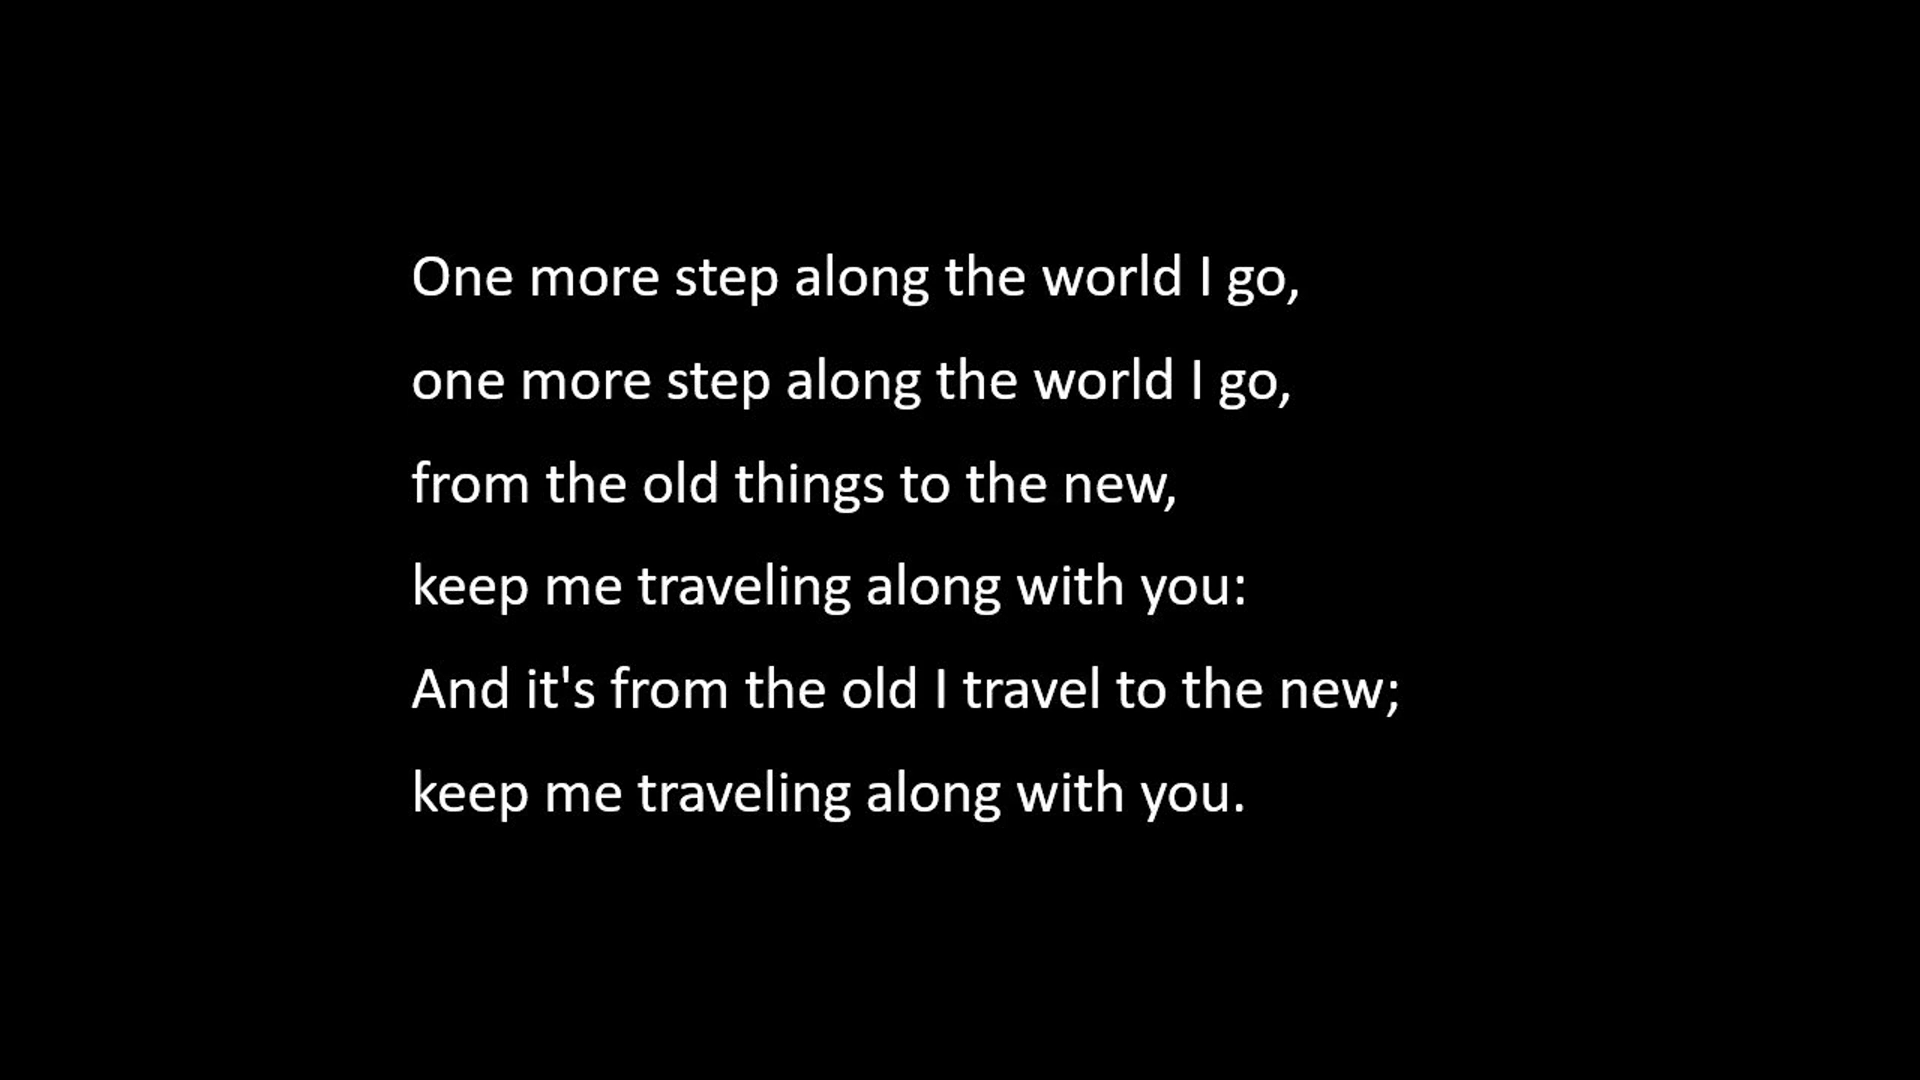 One more step along the world I go,
one more step along the world I go,
from the old things to the new,
keep me traveling along with you:
And it's from the old I travel to the new;
keep me traveling along with you.